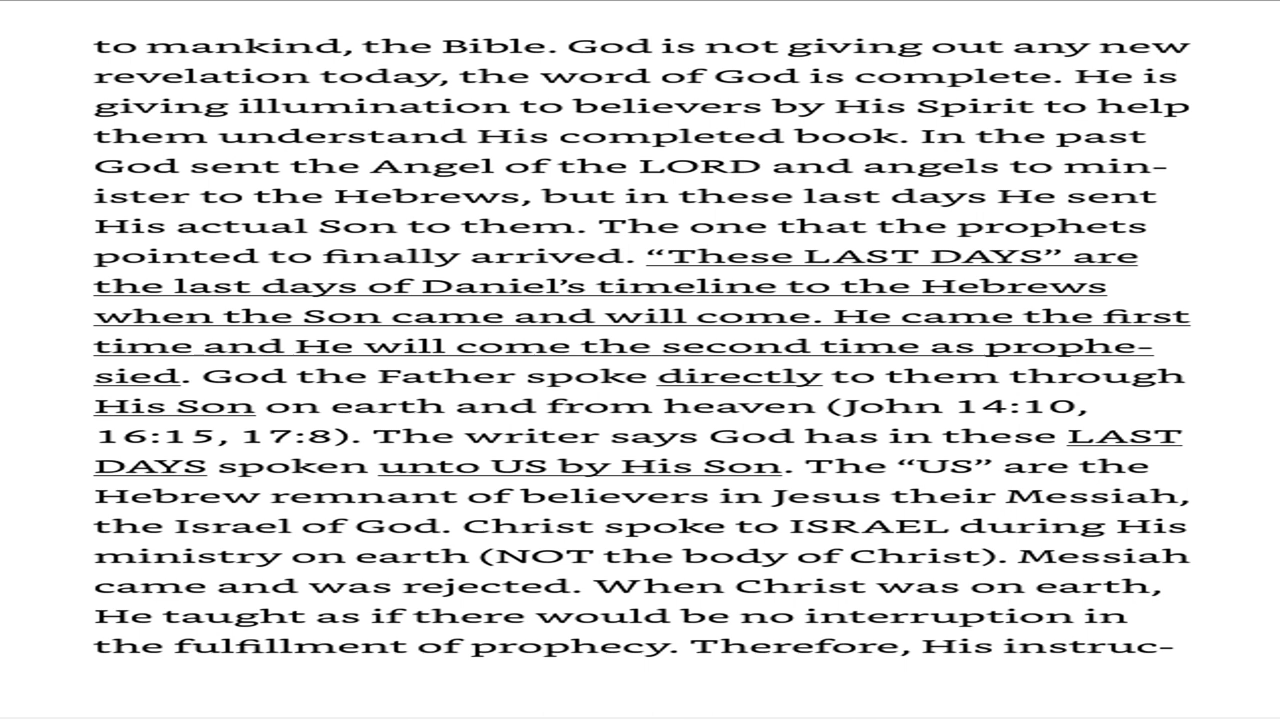 to mankind, the Bible. God is not giving out any new
revelation today, the word of God is complete. He is
giving illumination to believers by His Spirit to help
them understand His completed book. In the past
God sent the Angel of the LORD and angels to min-
ister to the Hebrews, but in these last days He sent
His actual Son to them. The one that the prophets
pointed to finally arrived. “These LAST DAYS” are
the last days of Daniel’s timeline to the Hebrews
when the Son came and will come. He came the first
time and He will come the second time as prophe-
sied. God the Father spoke directly to them through
His Son on earth and from heaven (John 14:10,
16:15, 17:8). The writer says God has in these LAST
DAYS spoken unto US by His Son. The “US” are the
Hebrew remnant of believers in Jesus their Messiah,
the Israel of God. Christ spoke to ISRAEL during His
ministry on earth (NOT the body of Christ). Messiah
came and was rejected. When Christ was on earth,
He taught as if there would be no interruption in
the fulfillment of prophecy. Therefore, His instruc-